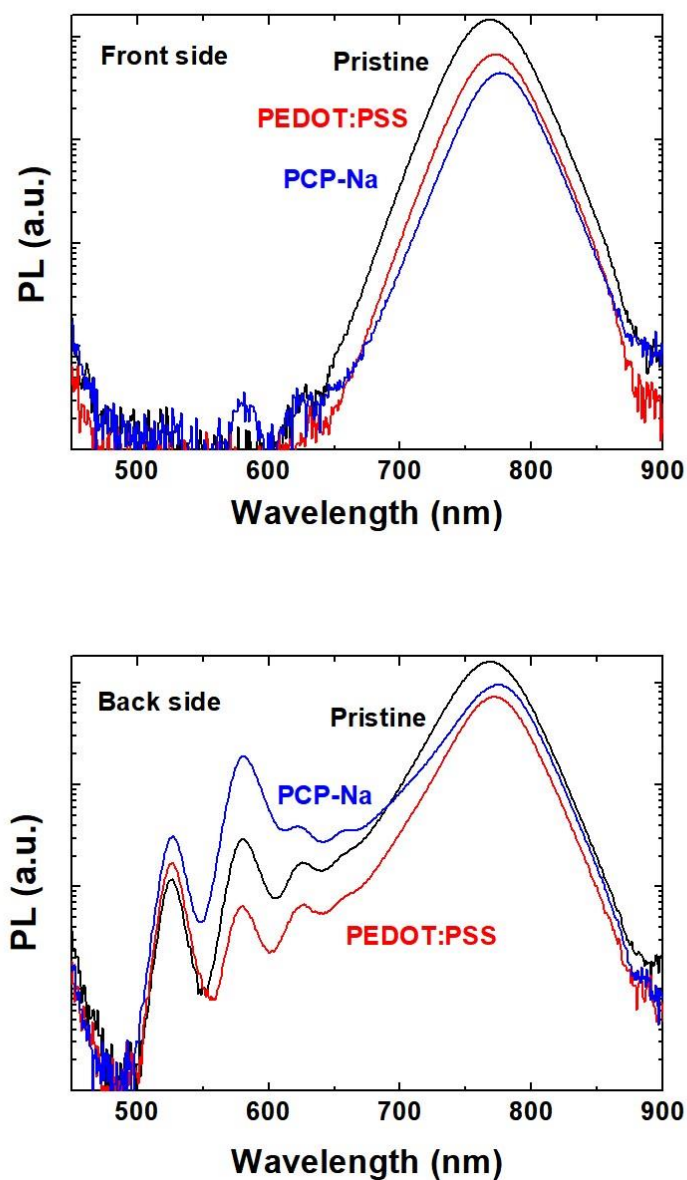 Front side
Pristine
PEDOT:PSS
PCP-Na
PL (a.u.)
500 600 700 800 900
Wavelength (nm)
Back side
Pristine
PCP-Na
PEDOT:PSS
PL (a.u.)
500 600 700 800 900
Wavelength (nm)